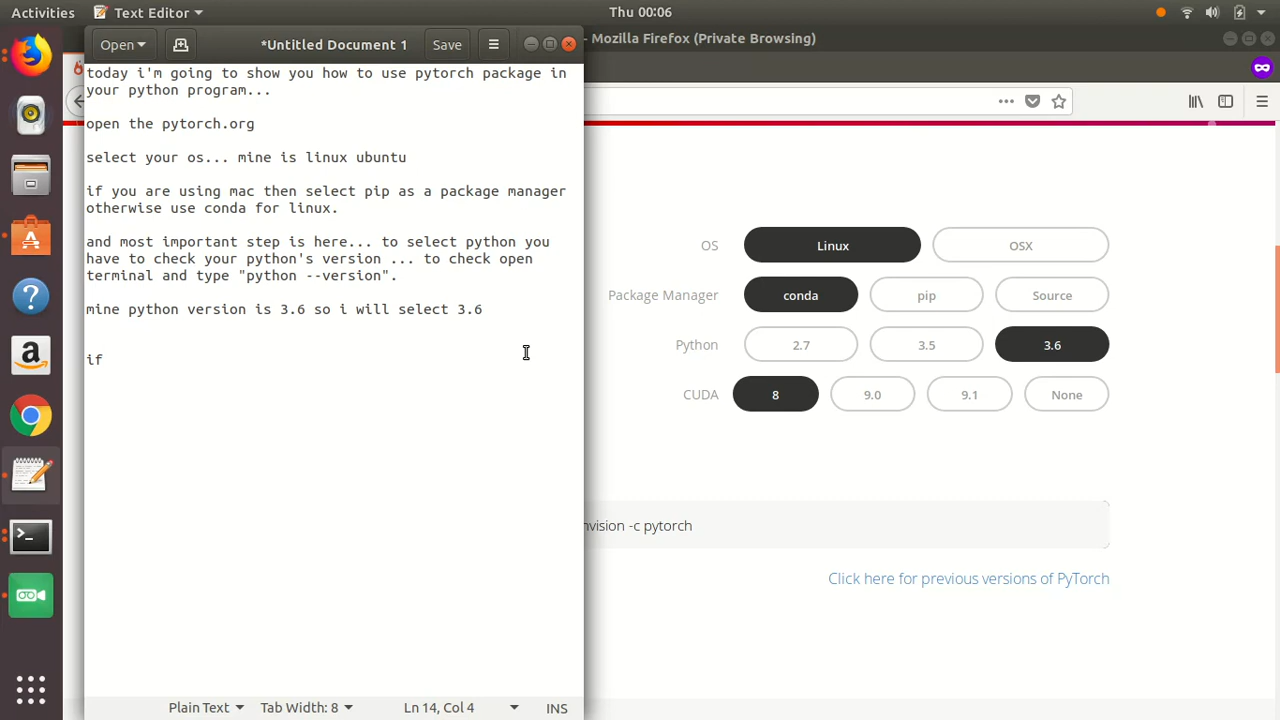 Activities
Text Editor
Thu 00:06
Open
*Untitled Document 1
Save
- Mozilla Firefox (Private Browsing)
today i'm going to show you how to use pytorch package in
your python program...
open the pytorch.org
select your os... mine is linux ubuntu
if you are using mac then select pip as a package manager
otherwise use conda for linux.
and most important step is here... to select python you
have to check your python's version ... to check open
terminal and type "python --version".
mine python version is 3.6 so i will select 3.6
if
OS
Linux
OSX
Package Manager
conda
pip
Source
Python
2.7
3.5
3.6
CUDA
8
9.0
9.1
None
nvision -c pytorch
Click here for previous versions of PyTorch
Plain Text
Tab Width: 8
Ln 14, Col 4
INS